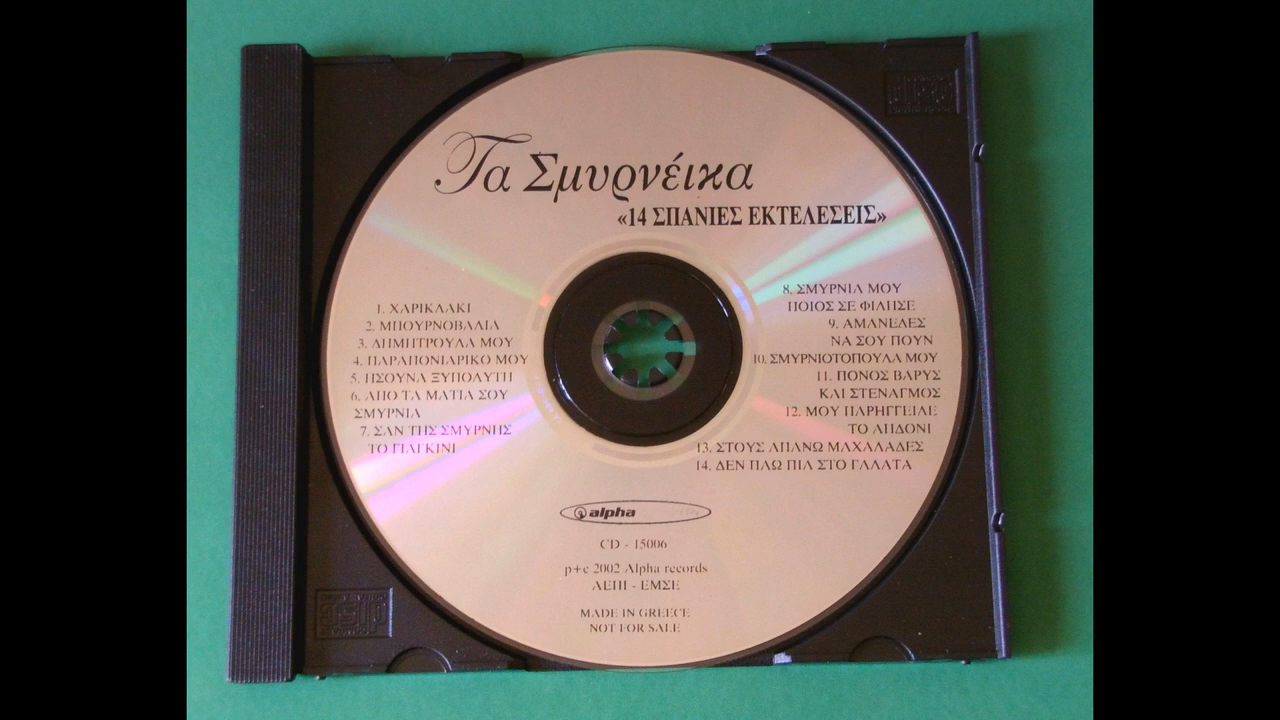 Τα Σμυρνέικα
«14 ΣΠΑΝΙΕΣ ΕΚΤΕΛΕΣΕΙΣ»
1. ΧΑΡΙΚΛΑΚΙ
2. ΜΠΟΥΡΝΟΒΑΛΙΑ
3. ΔΗΜΗΤΡΟΥΛΑ ΜΟΥ
4. ΠΑΡΑΠΟΝΙΑΡΙΚΟ ΜΟΥ
5. ΗΣΟΥΝΑ ΞΥΠΟΛΥΤΗ
6. ΑΠΟ ΤΑ ΜΑΤΙΑ ΣΟΥ
ΣΜΥΡΝΙΑ
7. ΣΑΝ ΤΗΣ ΣΜΥΡΝΗΣ
ΤΟ ΓΙΑΓΚΙΝΙ
8. ΣΜΥΡΝΙΑ ΜΟΥ
ΠΟΙΟΣ ΣΕ ΦΙΛΗΣΕ
9. ΑΜΑΝΕΔΕΣ
ΝΑ ΣΟΥ ΠΟΥΝ
10. ΣΜΥΡΝΙΟΤΟΠΟΥΛΑ ΜΟΥ
11. ΠΟΝΟΣ ΒΑΡΥΣ
ΚΑΙ ΣΤΕΝΑΓΜΟΣ
12. ΜΟΥ ΠΑΡΗΓΓΕΙΛΕ
ΤΟ ΑΗΔΟΝΙ
13. ΣΤΟΥΣ ΑΠΑΝΩ ΜΑΧΑΛΑΔΕΣ
14. ΔΕΝ ΠΑΩ ΠΙΑ ΣΤΟ ΓΑΛΑΤΑ
alpha
CD - 15006
p+c 2002 Alpha records
ΑΕΠΙ - ΕΜΣΕ
MADE IN GREECE
NOT FOR SALE